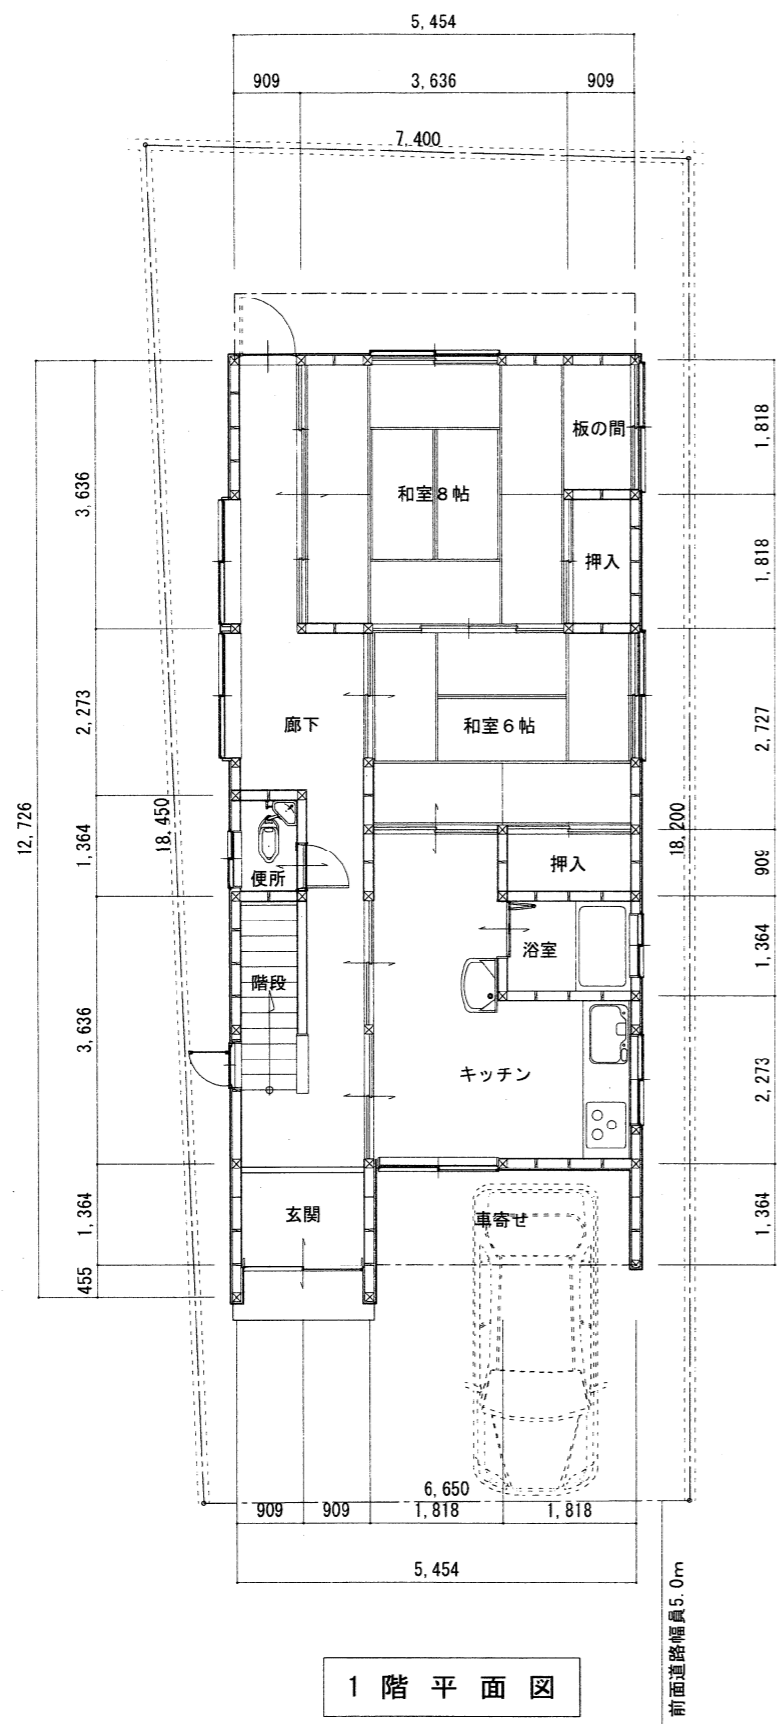 5,454
909
3,636
909
7,400
板の間
1,818
3,636
和室8帖
押入
1,818
廊下
和室6帖
2,273
2,727
12,726
18,450
1,364
18,200
便所
押入
909
浴室
1,364
階段
3,636
キッチン
2,273
玄関
車寄せ
1,364
1,364
455
6,650
909
909
1,818
1,818
5,454
前面道路幅員5.0m
1階平面図